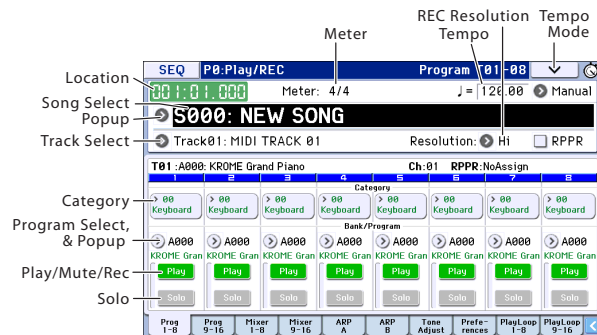 REC Resolution Tempo
Meter Tempo Mode
SEQ P0:Play/REC Program T01-08
Location 001:01.000 Meter: 4/4 ♩= 120.00 Manual
Song Select Popup S000: NEW SONG
Track Select Track01: MIDI TRACK 01 Resolution: Hi RPPR
T01 :A000: KROME Grand Piano Ch:01 RPPR:NoAssign
1 2 3 4 5 6 7 8
Category
Category > 00 Keyboard > 00 Keyboard > 00 Keyboard > 00 Keyboard > 00 Keyboard > 00 Keyboard > 00 Keyboard > 00 Keyboard
Bank/Program
Program Select, & Popup A000 A000 A000 A000 A000 A000 A000 A000
KROME Gran KROME Gran KROME Gran KROME Gran KROME Gran KROME Gran KROME Gran KROME Gran
Play/Mute/Rec Play Play Play Play Play Play Play Play
Solo Solo Solo Solo Solo Solo Solo Solo Solo
Prog 1-8 Prog 9-16 Mixer 1-8 Mixer 9-16 ARP A ARP B Tone Adjust Prefe-rences PlayLoop 1-8 PlayLoop 9-16